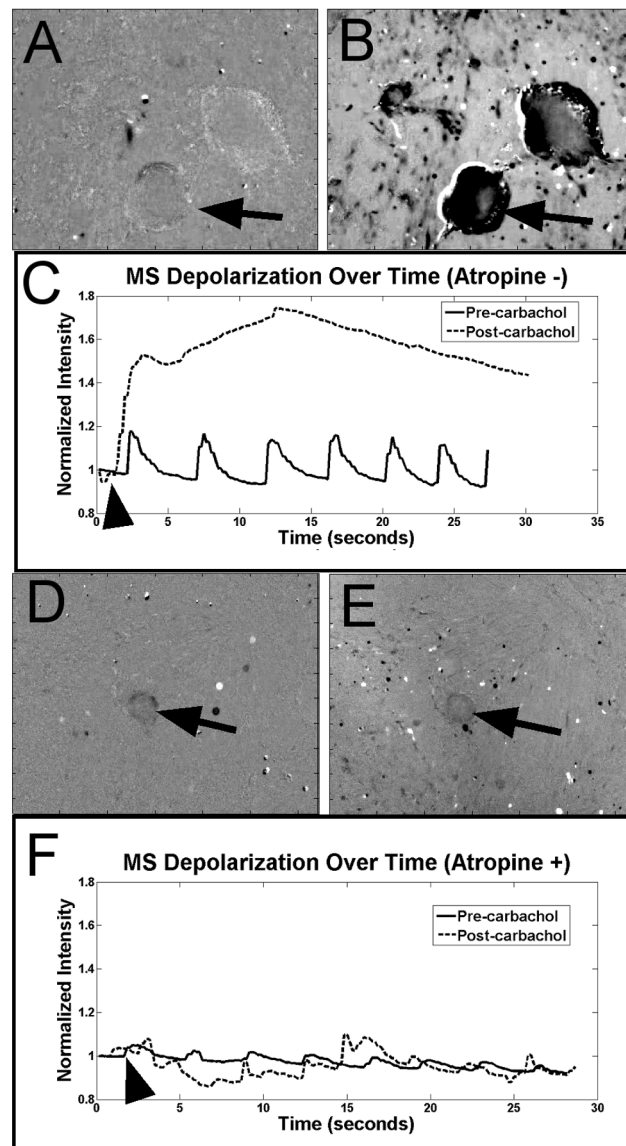 A
B
C
MS Depolarization Over Time (Atropine -)
Normalized Intensity
1.8
1.6
1.4
1.2
1
0.8
Pre-carbachol
Post-carbachol
0 5 10 15 20 25 30 35
Time (seconds)
D
E
F
MS Depolarization Over Time (Atropine +)
Normalized Intensity
1.8
1.6
1.4
1.2
1
0.8
Pre-carbachol
Post-carbachol
0 5 10 15 20 25 30
Time (seconds)